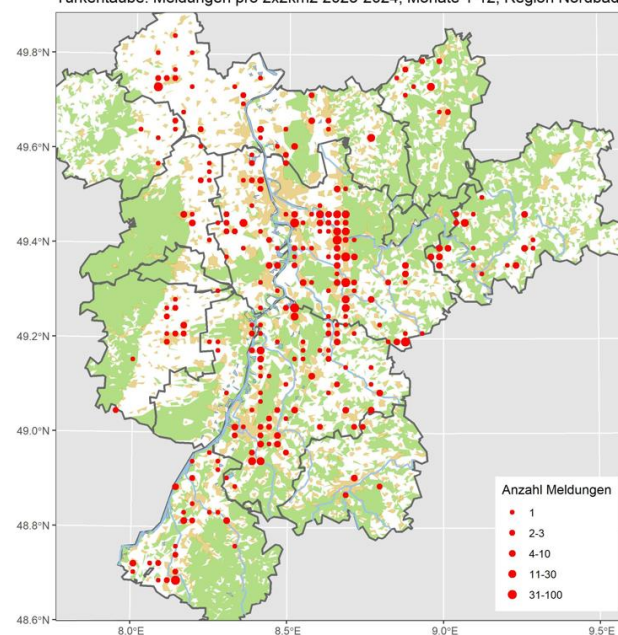 Türkentaube: Meldungen pro 2x2km2 2023-2024, Monate 1-12, Region Nordbad
49.8°N
49.6°N
49.4°N
49.2°N
49.0°N
48.8°N
48.6°N
Anzahl Meldungen
1
2-3
4-10
11-30
31-100
8.0°E 8.5°E 9.0°E 9.5°E